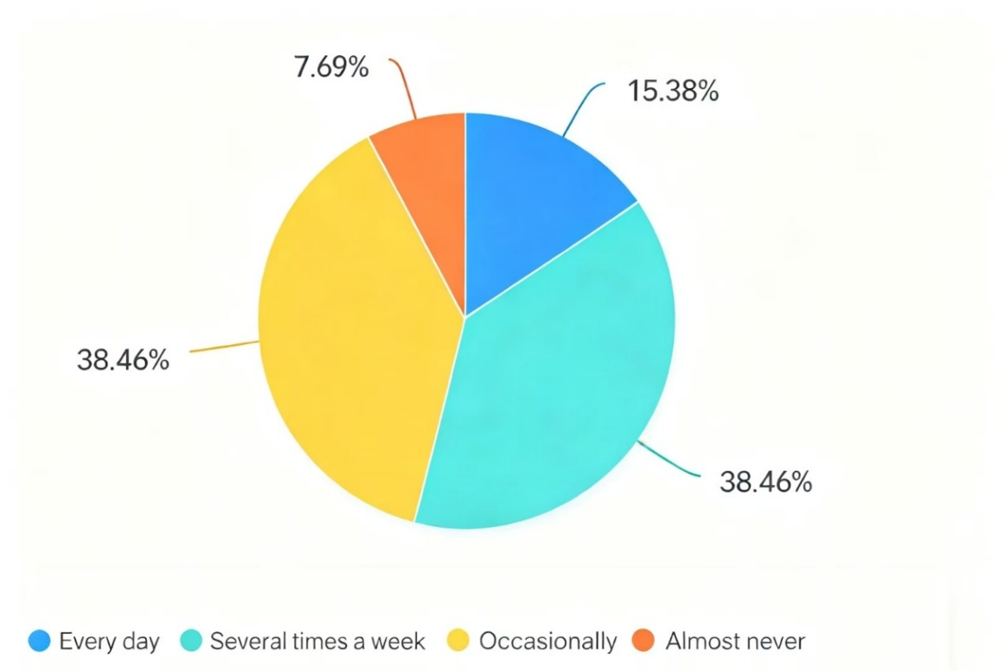 7.69%
15.38%
38.46%
38.46%
Every day Several times a week Occasionally Almost never